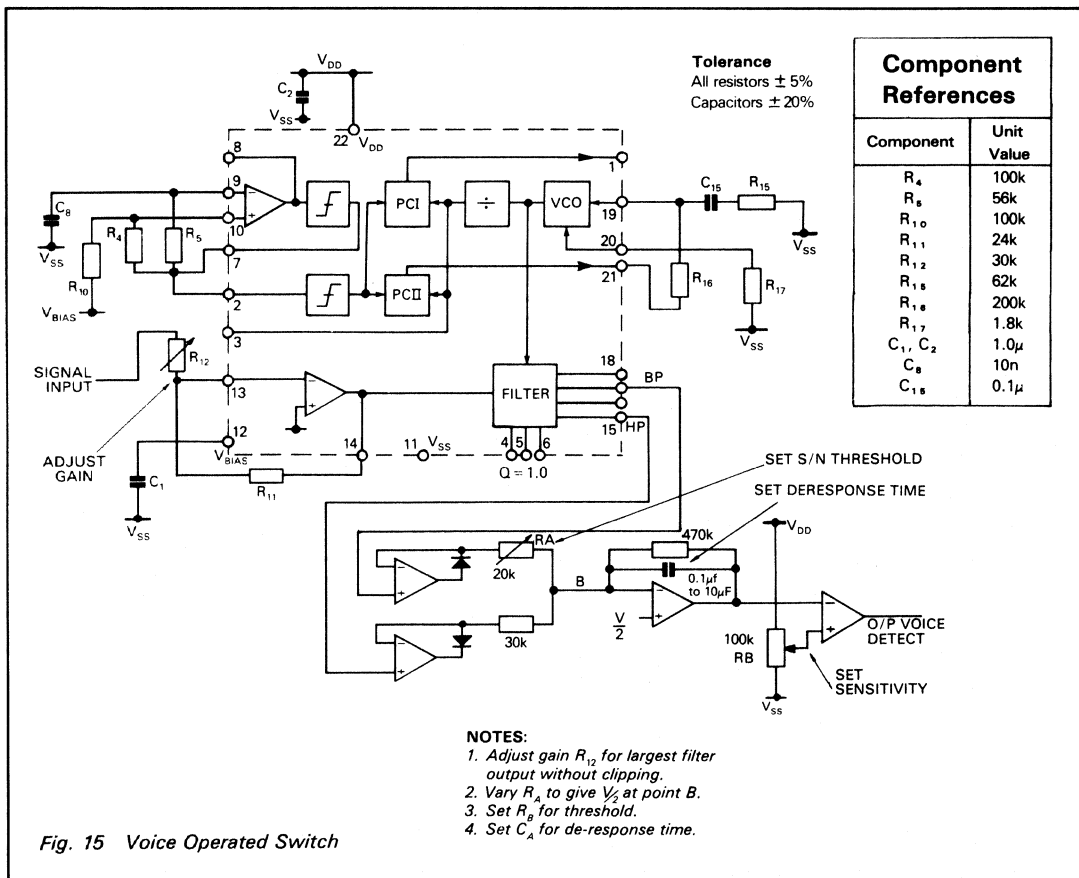 V_DD
C_2
V_SS
22
V_DD
Tolerance
All resistors ± 5%
Capacitors ± 20%
Component
References
Component Unit Value
R_4 100k
R_5 56k
R_10 100k
R_11 24k
R_12 30k
R_15 62k
R_16 200k
R_17 1.8k
C_1, C_2 1.0μ
C_8 10n
C_15 0.1μ
8
9
10
7
2
3
13
12
C_8
V_SS
R_4
R_5
R_10
V_BIAS
PCI
PCII
÷
VCO
1
19
20
21
C_15
R_15
V_SS
R_16
R_17
V_SS
SIGNAL
INPUT
R_12
ADJUST
GAIN
V_BIAS
C_1
V_SS
R_11
14
11
V_SS
FILTER
4
5
6
Q = 1.0
18
BP
15
HP
SET S/N THRESHOLD
SET DERESPONSE TIME
RA
20k
30k
B
470k
0.1μf
to 10μF
V/2
V_DD
100k
RB
V_SS
O/P VOICE
DETECT
SET
SENSITIVITY
NOTES:
1. Adjust gain R_12 for largest filter
output without clipping.
2. Vary R_A to give V/2 at point B.
3. Set R_B for threshold.
4. Set C_A for de-response time.
Fig. 15 Voice Operated Switch